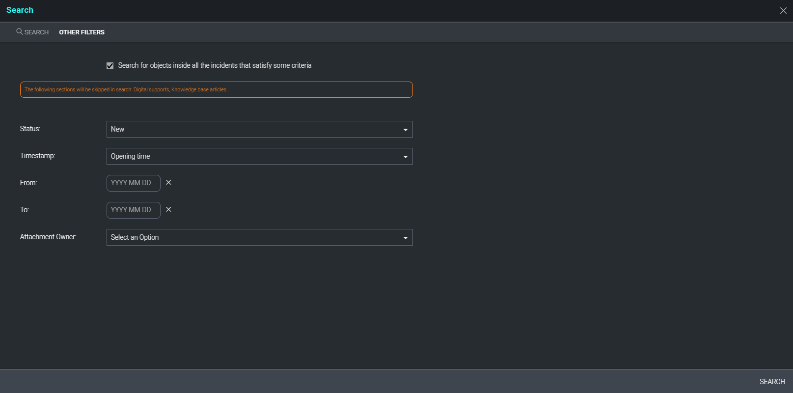 Search
SEARCH
OTHER FILTERS
Search for objects inside all the incidents that satisfy some criteria
The following sections will be skipped in search: Digital supports, knowledge base articles
Status:
New
Timestamp:
Opening time
From:
YYYY MM DD
To:
YYYY MM DD
Attachment Owner:
Select an Option
SEARCH